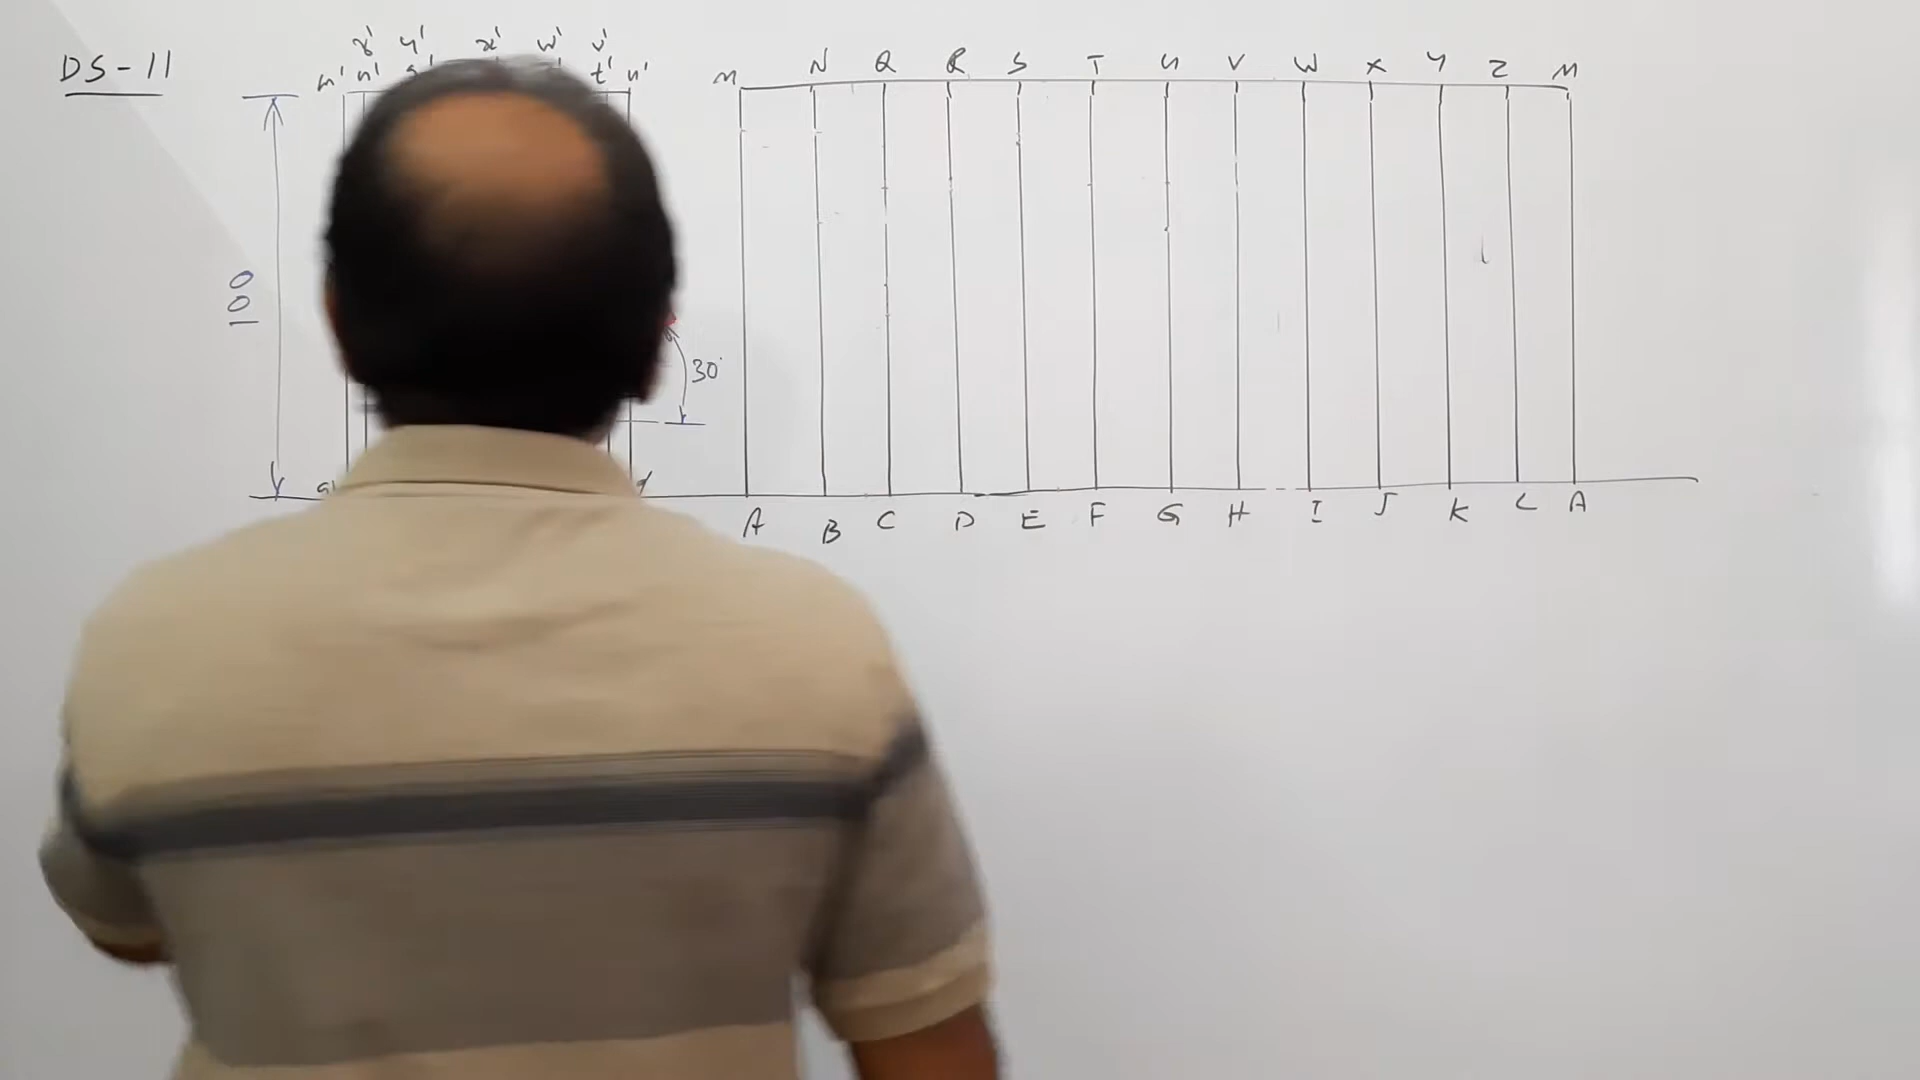 DS-11
z' y' x' w' v'
m' n' t' u'
M N Q R S T U V W X Y Z M
100
30°
a'
A B C D E F G H I J K L A